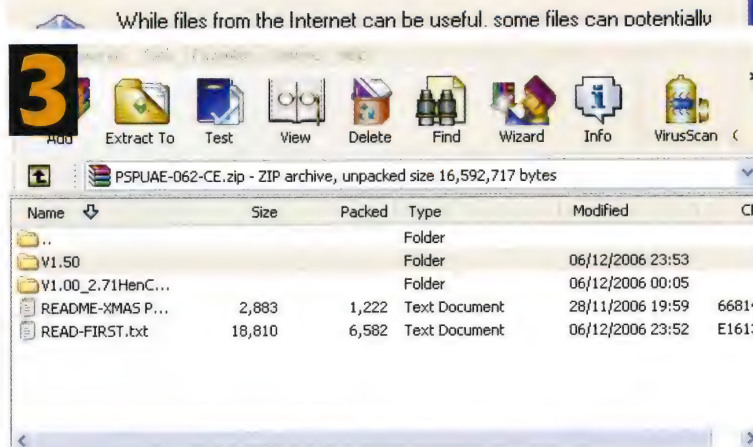 While files from the Internet can be useful, some files can potentially
3
Add Extract To Test View Delete Find Wizard Info VirusScan
PSPUAE-062-CE.zip - ZIP archive, unpacked size 16,592,717 bytes
Name Size Packed Type Modified
.. Folder
V1.50 Folder 06/12/2006 23:53
V1.00_2.71HenC... Folder 06/12/2006 00:05
README-XMAS P... 2,883 1,222 Text Document 28/11/2006 19:59 6681
READ-FIRST.txt 18,810 6,582 Text Document 06/12/2006 23:52 E161